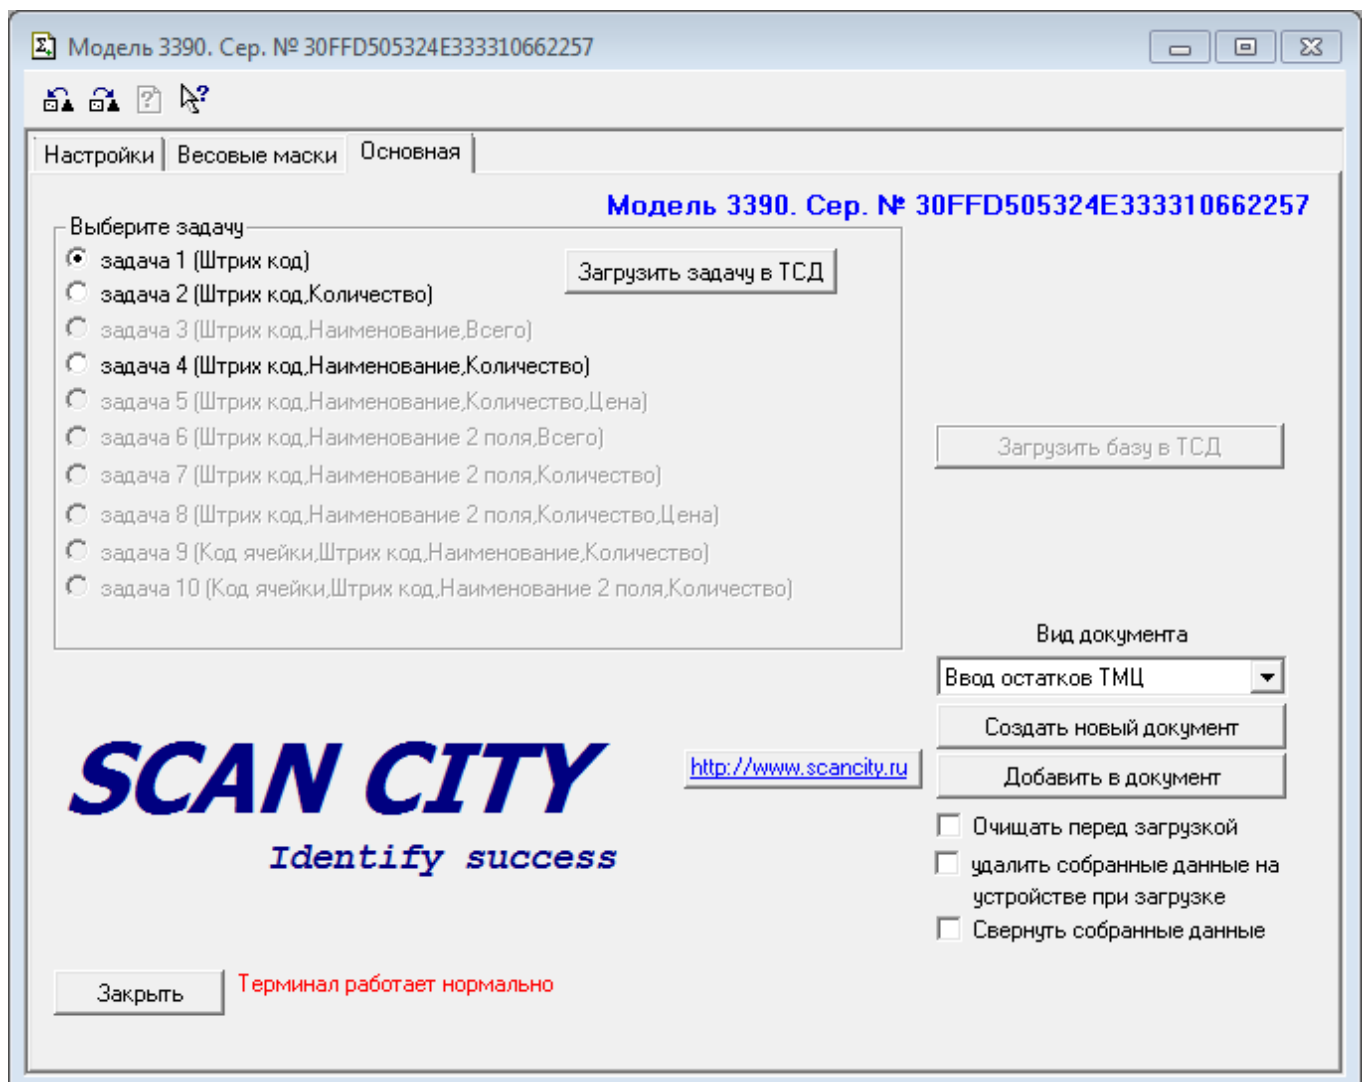 Модель 3390. Сер. № 30FFD505324E333310662257
Настройки
Весовые маски
Основная
Модель 3390. Сер. № 30FFD505324E333310662257
Выберите задачу
задача 1 (Штрих код)
Загрузить задачу в ТСД
задача 2 (Штрих код,Количество)
задача 3 (Штрих код,Наименование,Всего)
задача 4 (Штрих код,Наименование,Количество)
задача 5 (Штрих код,Наименование,Количество,Цена)
задача 6 (Штрих код,Наименование 2 поля,Всего)
задача 7 (Штрих код,Наименование 2 поля,Количество)
задача 8 (Штрих код,Наименование 2 поля,Количество,Цена)
задача 9 (Код ячейки,Штрих код,Наименование,Количество)
задача 10 (Код ячейки,Штрих код,Наименование 2 поля,Количество)
Загрузить базу в ТСД
Вид документа
Ввод остатков ТМЦ
Создать новый документ
Добавить в документ
Очищать перед загрузкой
удалить собранные данные на
устройстве при загрузке
Свернуть собранные данные
SCAN CITY
Identify success
http://www.scancity.ru
Закрыть
Терминал работает нормально